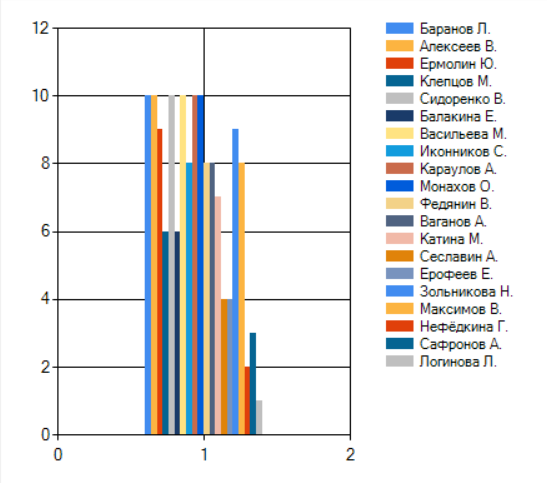 12
10
8
6
4
2
0
0
1
2
Баранов Л.
Алексеев В.
Ермолин Ю.
Клепцов М.
Сидоренко В.
Балакина Е.
Васильева М.
Иконников С.
Караулов А.
Монахов О.
Федянин В.
Ваганов А.
Катина М.
Сеславин А.
Ерофеев Е.
Зольникова Н.
Максимов В.
Нефёдкина Г.
Сафронов А.
Логинова Л.